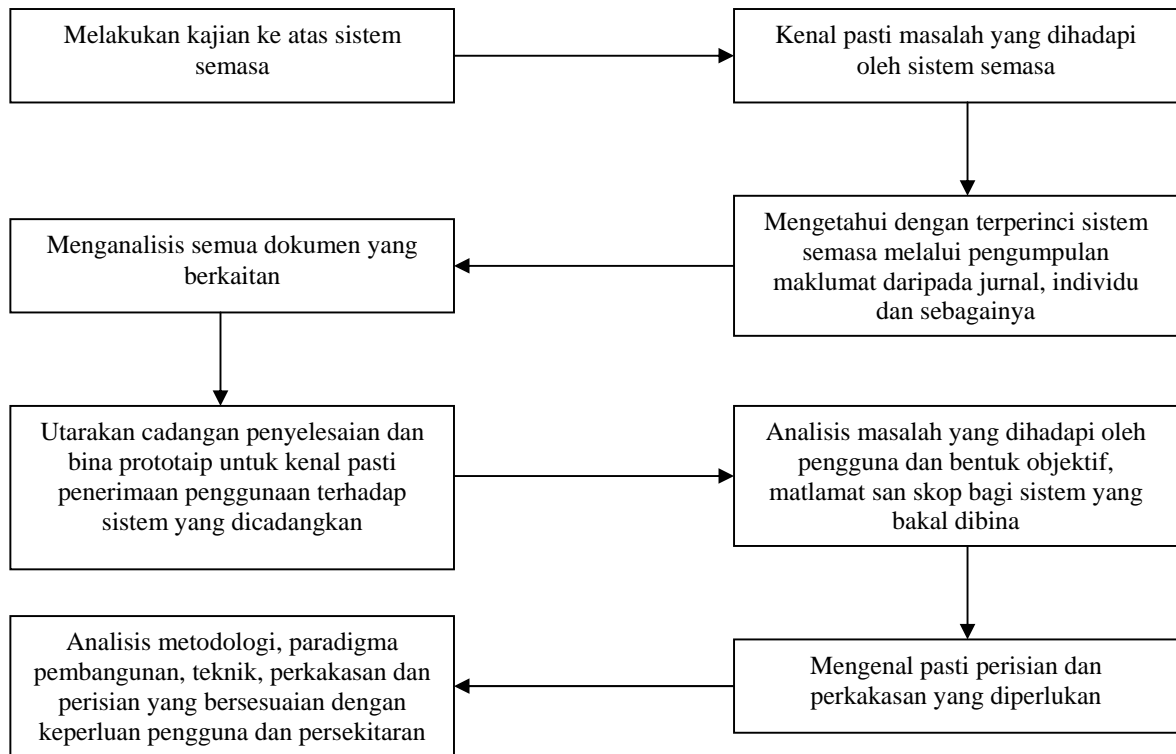 Melakukan kajian ke atas sistem
semasa
Kenal pasti masalah yang dihadapi
oleh sistem semasa
Mengetahui dengan terperinci sistem
semasa melalui pengumpulan
maklumat daripada jurnal, individu
dan sebagainya
Menganalisis semua dokumen yang
berkaitan
Utarakan cadangan penyelesaian dan
bina prototaip untuk kenal pasti
penerimaan penggunaan terhadap
sistem yang dicadangkan
Analisis masalah yang dihadapi oleh
pengguna dan bentuk objektif,
matlamat san skop bagi sistem yang
bakal dibina
Mengenal pasti perisian dan
perkakasan yang diperlukan
Analisis metodologi, paradigma
pembangunan, teknik, perkakasan dan
perisian yang bersesuaian dengan
keperluan pengguna dan persekitaran